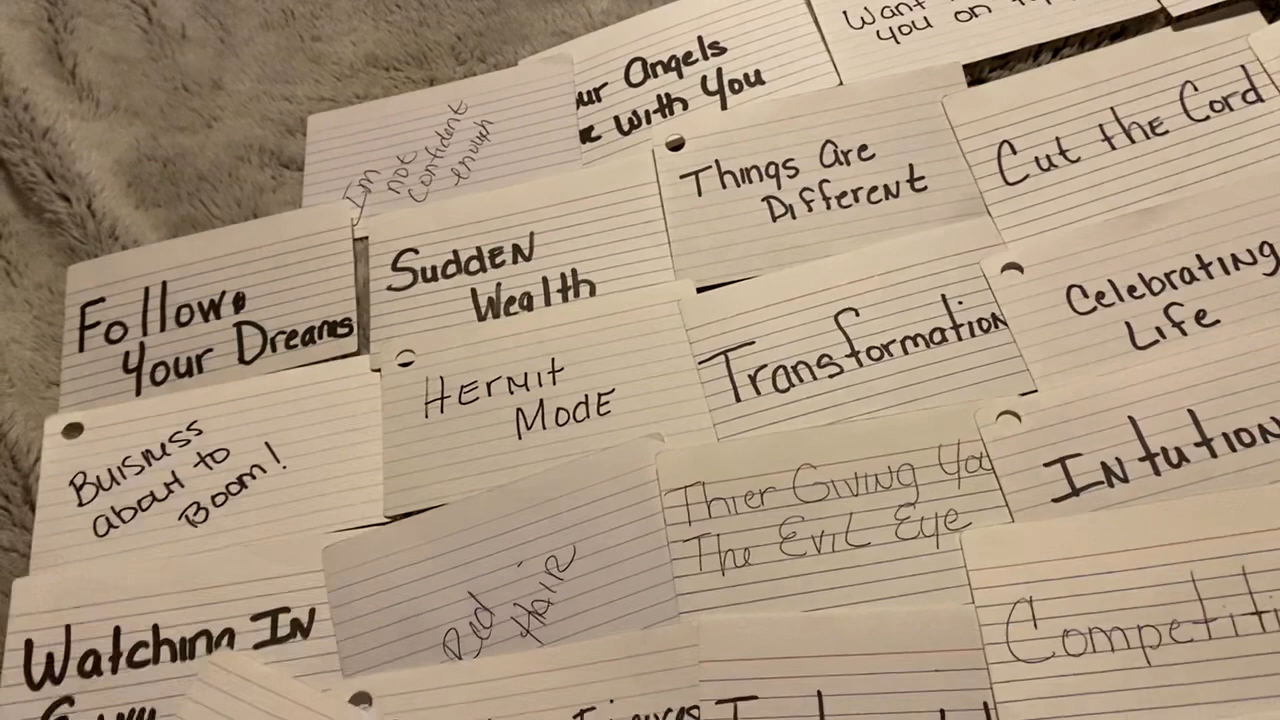 Want
you on
ur Angels
With You
I'm
not
Confident
enough
Things Are
Different
Cut the Cord
Sudden
Wealth
Follow
Your Dreams
Transformation
Celebrating
Life
Hermit
Mode
Buisness
about to
Boom!
Intution
Thier Giving You
The Evil Eye
Red
Hair
Watching In
Competiti